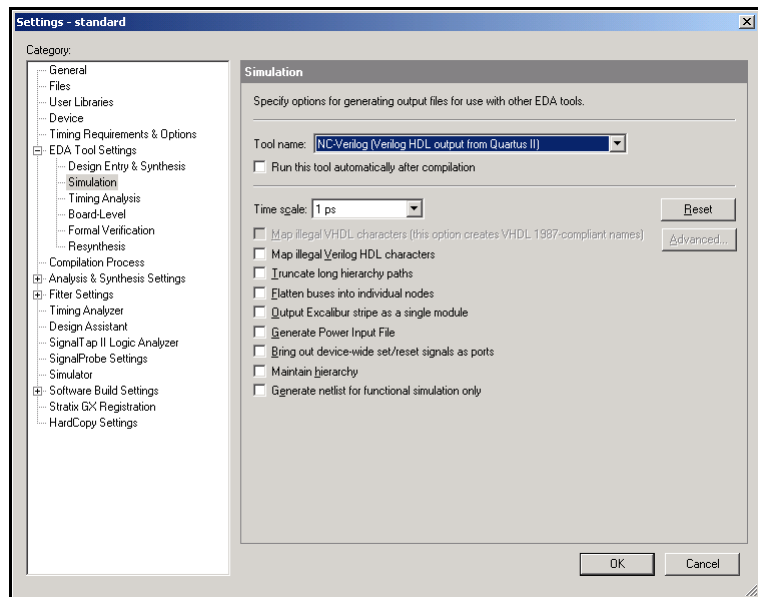 Settings - standard
Category:
General
Files
User Libraries
Device
Timing Requirements & Options
EDA Tool Settings
Design Entry & Synthesis
Simulation
Timing Analysis
Board-Level
Formal Verification
Resynthesis
Compilation Process
Analysis & Synthesis Settings
Fitter Settings
Timing Analyzer
Design Assistant
SignalTap II Logic Analyzer
SignalProbe Settings
Simulator
Software Build Settings
Stratix GX Registration
HardCopy Settings
Simulation
Specify options for generating output files for use with other EDA tools.
Tool name: NC-Verilog (Verilog HDL output from Quartus II)
Run this tool automatically after compilation
Time scale: 1 ps
Reset
Map illegal VHDL characters (this option creates VHDL 1987-compliant names)
Advanced...
Map illegal Verilog HDL characters
Truncate long hierarchy paths
Flatten buses into individual nodes
Output Excalibur stripe as a single module
Generate Power Input File
Bring out device-wide set/reset signals as ports
Maintain hierarchy
Generate netlist for functional simulation only
OK
Cancel